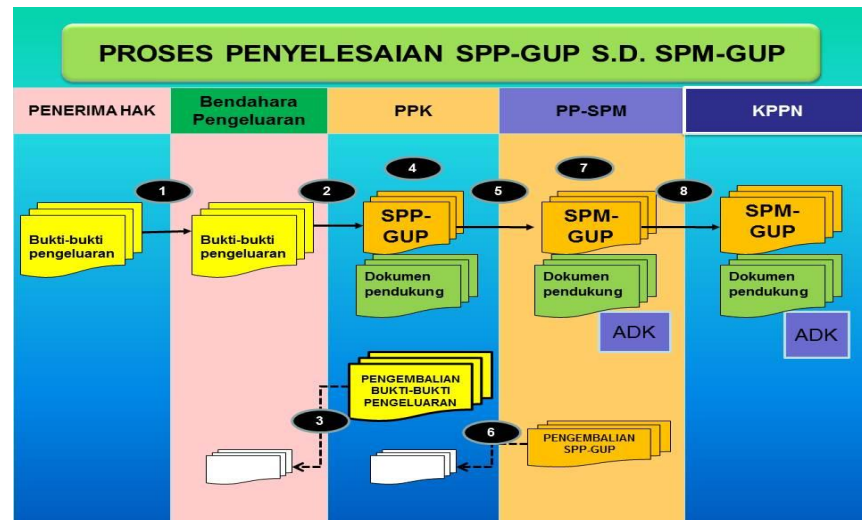 PROSES PENYELESAIAN SPP-GUP S.D. SPM-GUP
PENERIMA HAK
Bendahara
Pengeluaran
PPK
PP-SPM
KPPN
4
7
1
2
5
8
Bukti-bukti
pengeluaran
Bukti-bukti
pengeluaran
SPP-
GUP
SPM-
GUP
SPM-
GUP
Dokumen
pendukung
Dokumen
pendukung
Dokumen
pendukung
ADK
ADK
PENGEMBALIAN
BUKTI-BUKTI
PENGELUARAN
3
6
PENGEMBALIAN
SPP-GUP